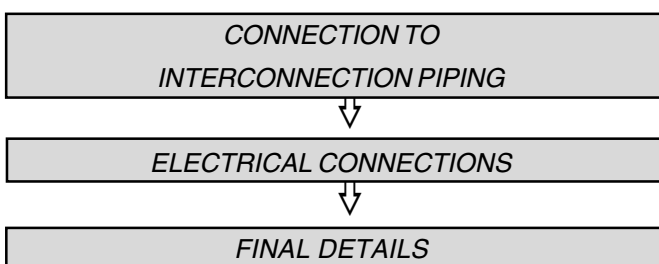 CONNECTION TO
INTERCONNECTION PIPING
ELECTRICAL CONNECTIONS
FINAL DETAILS